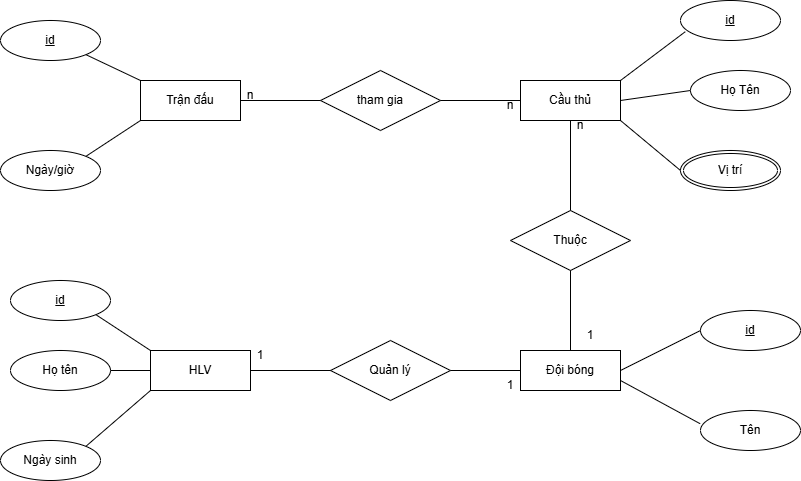 id
id
Trận đấu
n
tham gia
n
Cầu thủ
Họ Tên
n
Ngày/giờ
Vị trí
Thuộc
id
1
id
1
Họ tên
HLV
Quản lý
1
Đội bóng
Ngày sinh
Tên